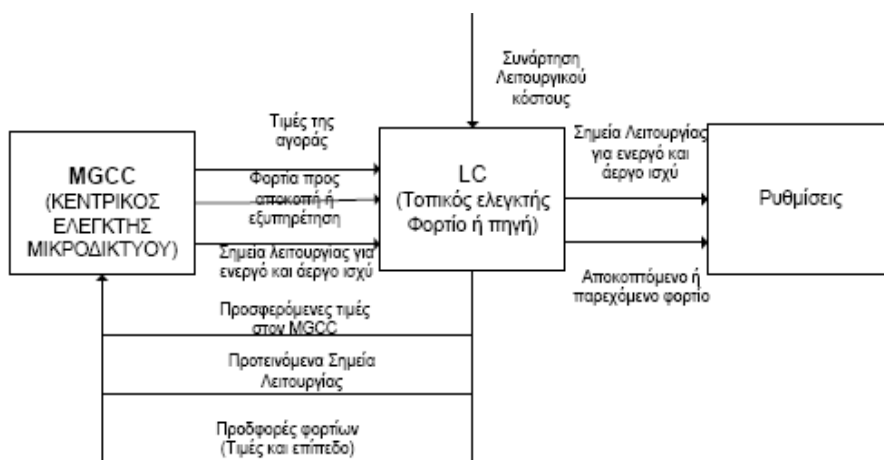 Συνάρτηση
Λειτουργικού
κόστους
Τιμές της
αγοράς
MGCC
(ΚΕΝΤΡΙΚΟΣ
ΕΛΕΓΚΤΗΣ
ΜΙΚΡΟΔΙΚΤΥΟΥ)
Φορτία προς
αποκοπή ή
εξυπηρέτηση
Σημεία λειτουργίας για
ενεργό και άεργο ισχύ
LC
(Τοπικός ελεγκτής
Φορτίο ή πηγή)
Σημεία Λειτουργίας
για ενεργό και
άεργο ισχύ
Ρυθμίσεις
Αποκοπτόμενο ή
παρεχόμενο φορτίο
Προσφερόμενες τιμές
στον MGCC
Προτεινόμενα Σημεία
Λειτουργίας
Προδφορές φορτίων
(Τιμές και επίπεδο)